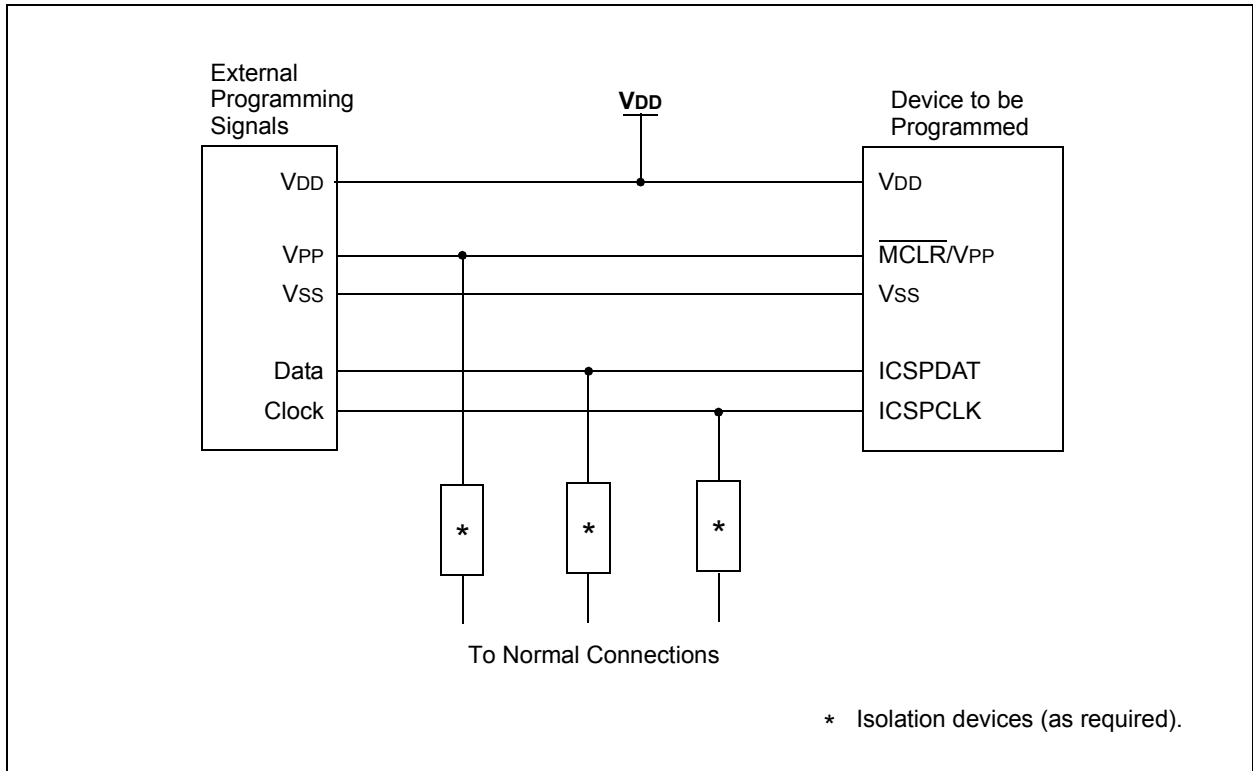 External
Programming
Signals
VDD
Device to be
Programmed
VDD
VDD
VPP
MCLR/VPP
VSS
VSS
Data
ICSPDAT
Clock
ICSPCLK
*
*
*
To Normal Connections
* Isolation devices (as required).